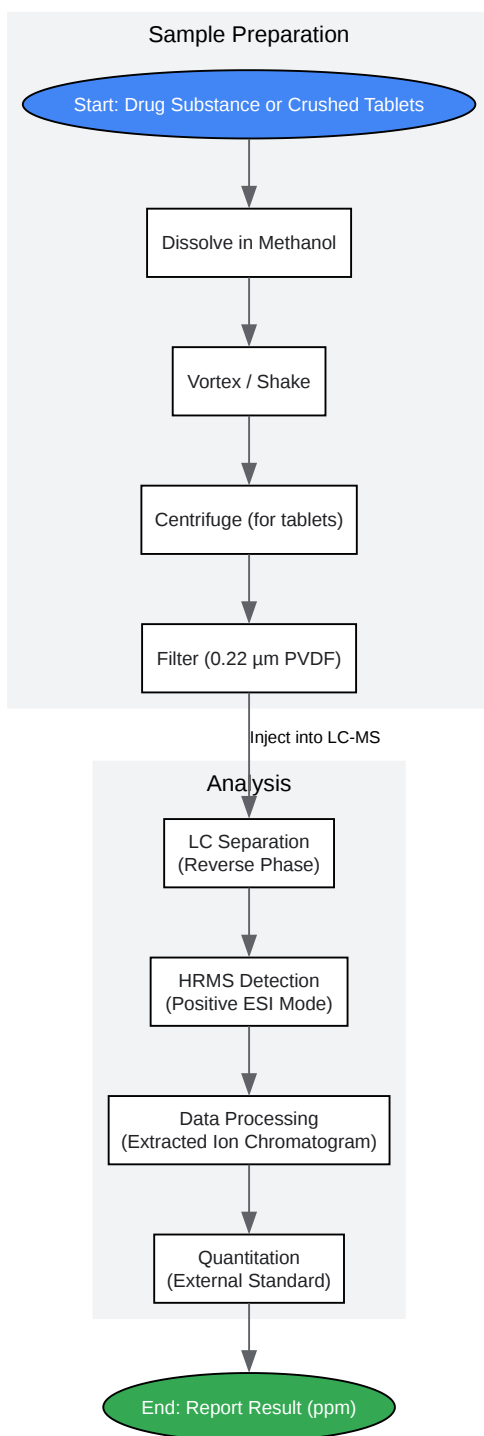 Sample Preparation
Start: Drug Substance or Crushed Tablets
Dissolve in Methanol
Vortex / Shake
Centrifuge (for tablets)
Filter (0.22 µm PVDF)
Inject into LC-MS
Analysis
LC Separation
(Reverse Phase)
HRMS Detection
(Positive ESI Mode)
Data Processing
(Extracted Ion Chromatogram)
Quantitation
(External Standard)
End: Report Result (ppm)